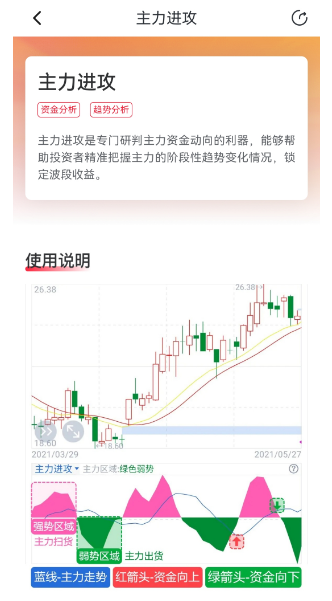 主力进攻
主力进攻
资金分析 趋势分析
主力进攻是专门研判主力资金动向的利器，能够帮
助投资者精准把握主力的阶段性趋势变化情况，锁
定波段收益。
使用说明
26.38 26.38
18.60 18.60
2021/03/29 2021/05/27
主力进攻 主力区域:绿色弱势
强势区域
主力扫货
弱势区域 主力出货
蓝线-主力走势 红箭头-资金向上 绿箭头-资金向下